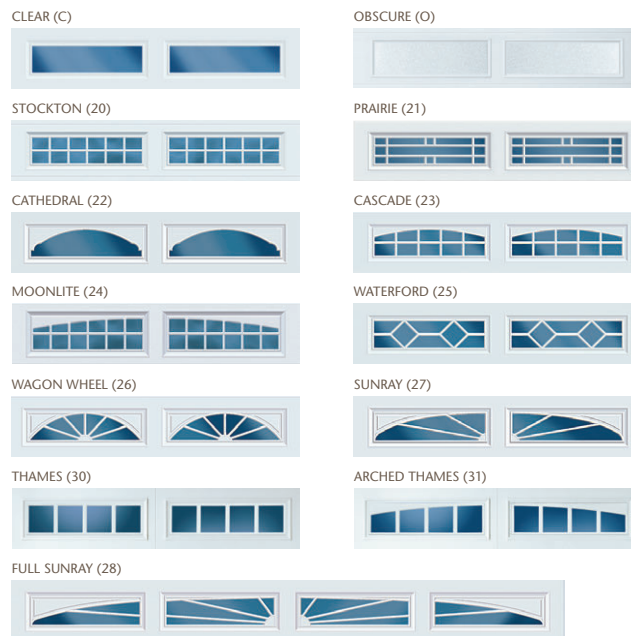 CLEAR (C)
OBSCURE (O)
STOCKTON (20)
PRAIRIE (21)
CATHEDRAL (22)
CASCADE (23)
MOONLITE (24)
WATERFORD (25)
WAGON WHEEL (26)
SUNRAY (27)
THAMES (30)
ARCHED THAMES (31)
FULL SUNRAY (28)